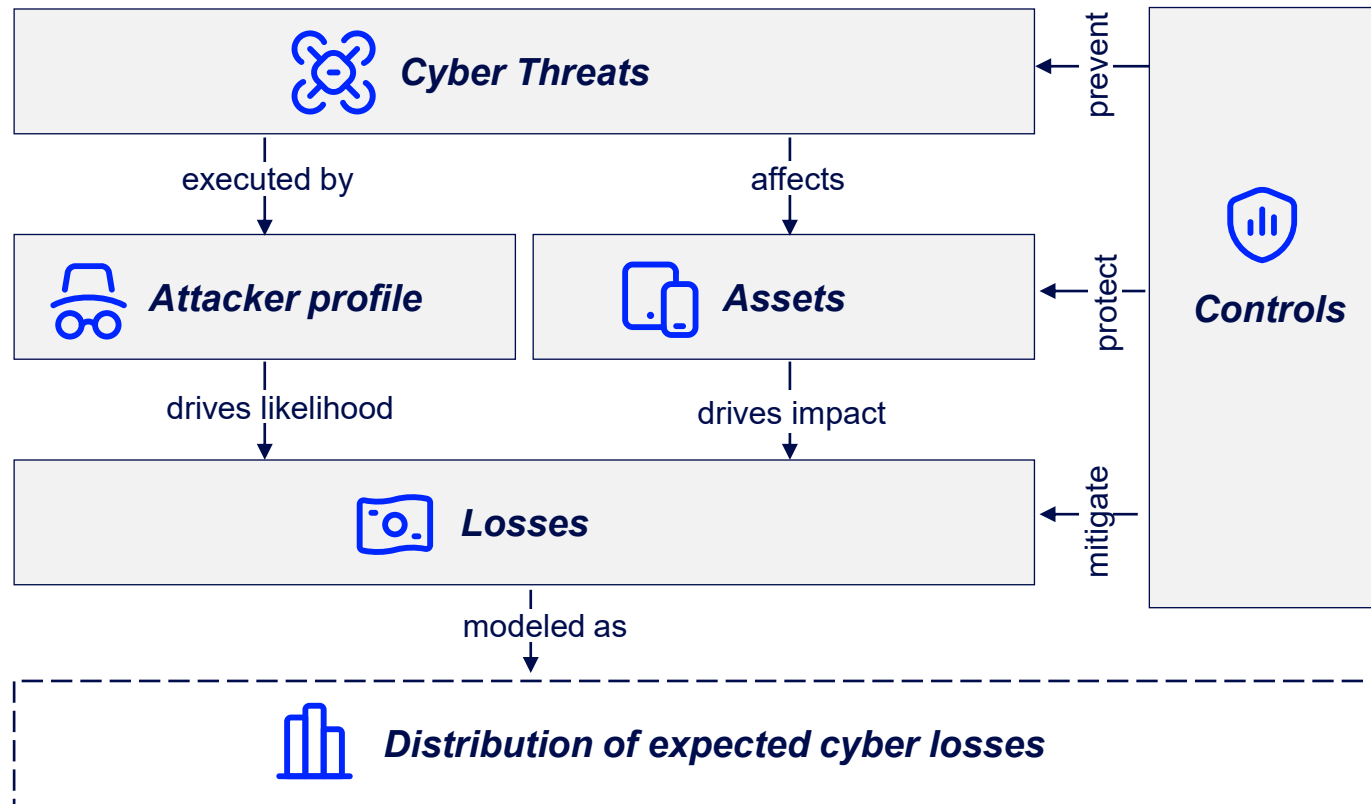 Cyber Threats
prevent
executed by
affects
Attacker profile
Assets
protect
Controls
drives likelihood
drives impact
Losses
mitigate
modeled as
Distribution of expected cyber losses